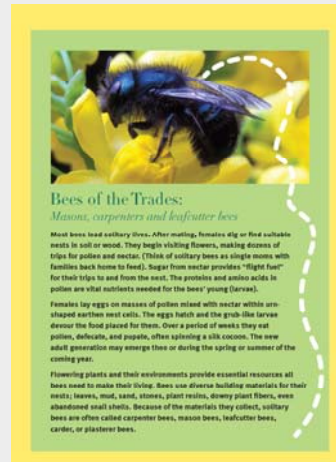 Bees of the Trades:
Masons, carpenters and leafcutter bees
Most bees lead solitary lives. After mating, females dig or find suitable
nests in soil or wood. They begin visiting flowers, making dozens of
trips for pollen and nectar. (Think of solitary bees as single moms with
families back home to feed). Sugar from nectar provides “flight fuel”
for their trips to and from the nest. The proteins and amino acids in
pollen are vital nutrients needed for the bees’ young (larvae).
Females lay eggs on masses of pollen mixed with nectar within urn-
shaped earthen nest cells. The eggs hatch and the grub-like larvae
devour the food placed for them. Over a period of weeks they eat
pollen, defecate, and pupate, often spinning a silk cocoon. The new
adult generation may emerge then or during the spring or summer of the
coming year.
Flowering plants and their environments provide essential resources all
bees need to make their living. Bees use diverse building materials for their
nests; leaves, mud, sand, stones, plant resins, downy plant fibers, even
abandoned snail shells. Because of the materials they collect, solitary
bees are often called carpenter bees, mason bees, leafcutter bees,
carder, or plasterer bees.